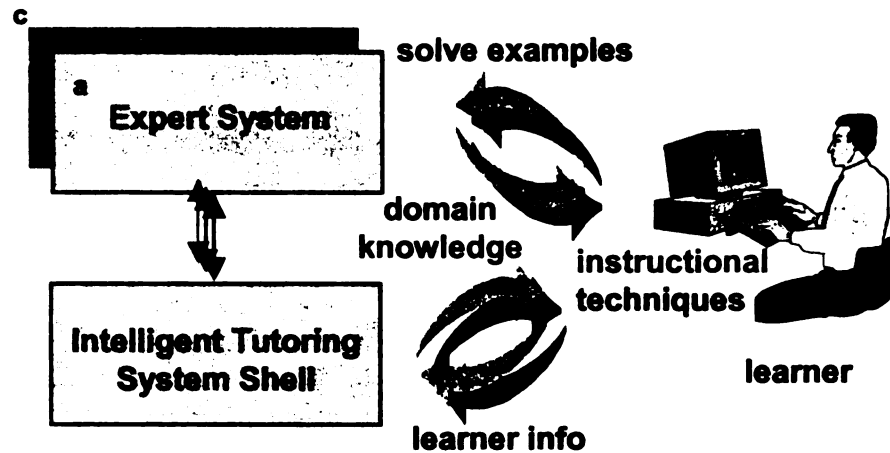 c
solve examples
a
Expert System
domain
knowledge
instructional
techniques
Intelligent Tutoring
System Shell
learner
learner info